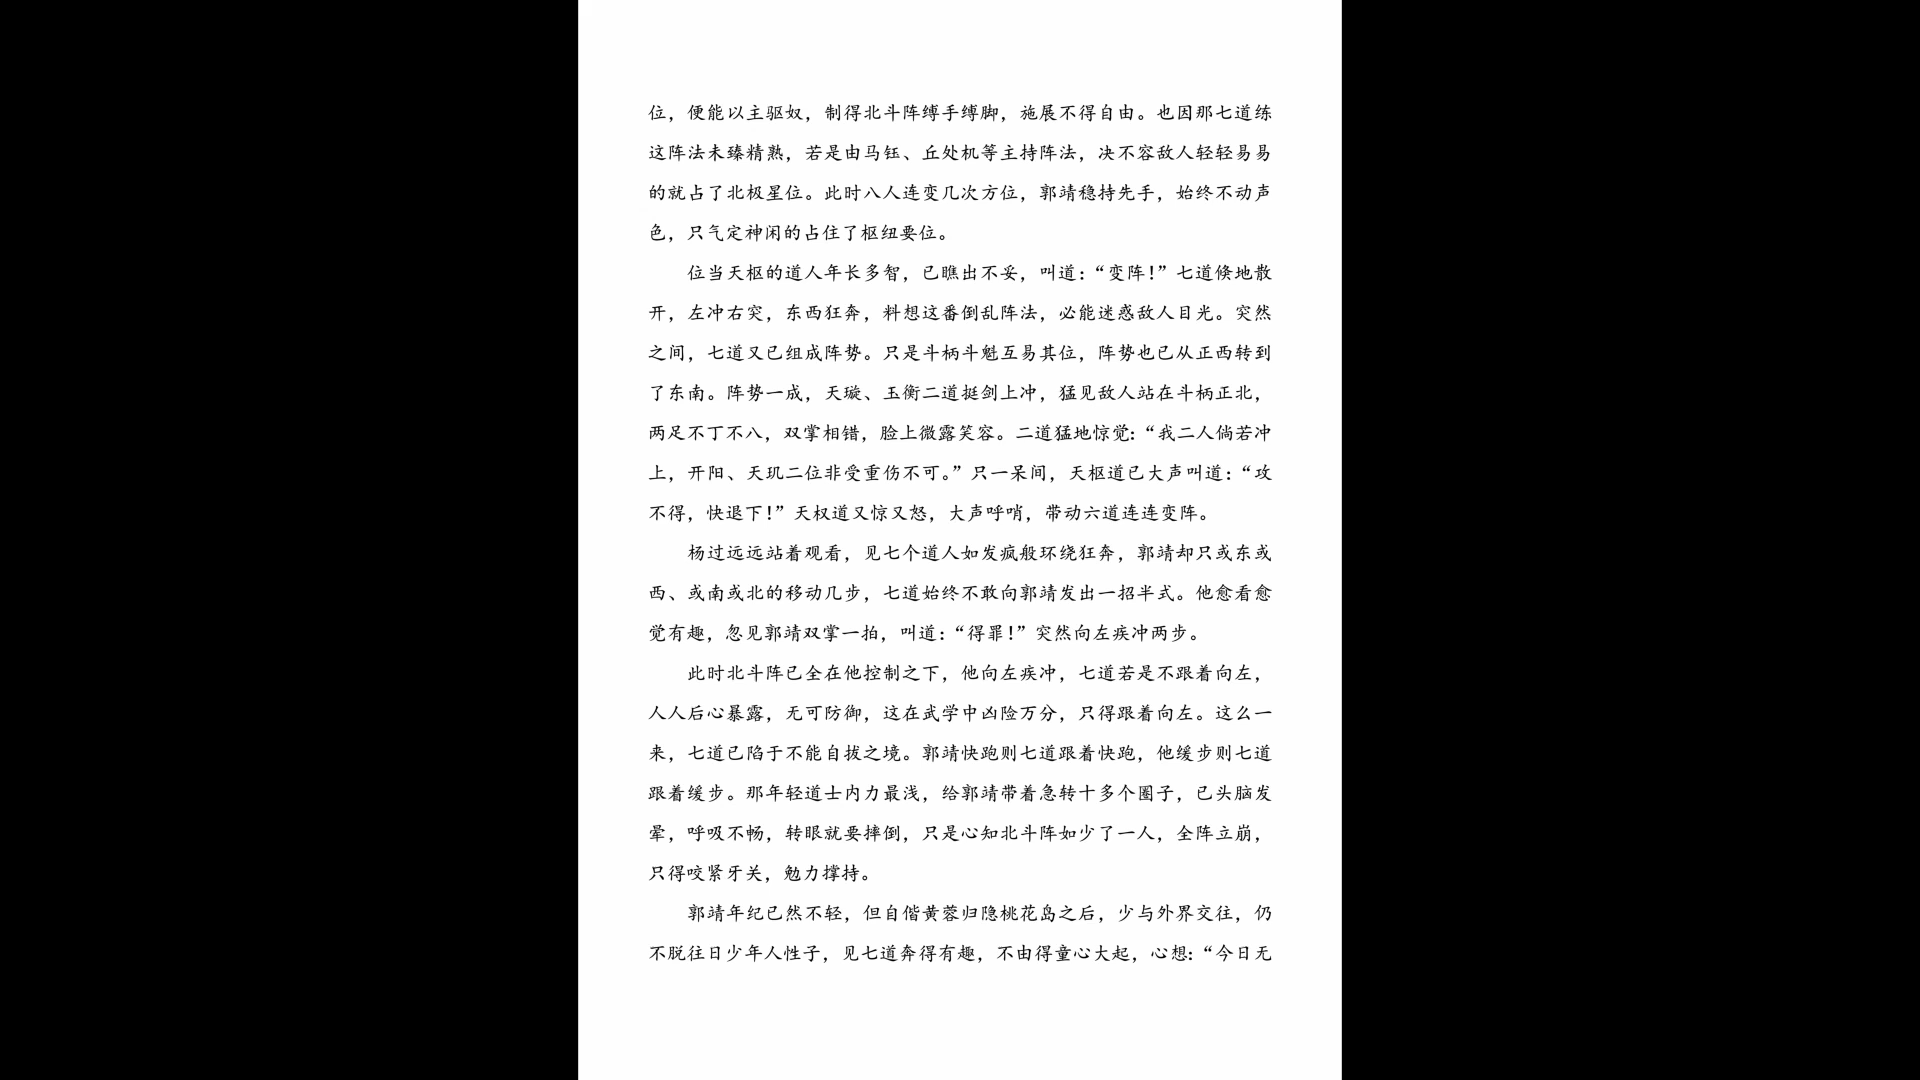 位，便能以主驱奴，制得北斗阵缚手缚脚，施展不得自由。也因那七道练
这阵法未臻精熟，若是由马钰、丘处机等主持阵法，决不容敌人轻轻易易
的就占了北极星位。此时八人连变几次方位，郭靖稳持先手，始终不动声
色，只气定神闲的占住了枢纽要位。
位当天枢的道人年长多智，已瞧出不妥，叫道：“变阵！”七道倏地散
开，左冲右突，东西狂奔，料想这番倒乱阵法，必能迷惑敌人目光。突然
之间，七道又已组成阵势。只是斗柄斗魁互易其位，阵势也已从正西转到
了东南。阵势一成，天璇、玉衡二道挺剑上冲，猛见敌人站在斗柄正北，
两足不丁不八，双掌相错，脸上微露笑容。二道猛地惊觉：“我二人倘若冲
上，开阳、天玑二位非受重伤不可。”只一呆间，天枢道已大声叫道：“攻
不得，快退下！”天权道又惊又怒，大声呼哨，带动六道连连变阵。
杨过远远站着观看，见七个道人如发疯般环绕狂奔，郭靖却只或东或
西、或南或北的移动几步，七道始终不敢向郭靖发出一招半式。他愈看愈
觉有趣，忽见郭靖双掌一拍，叫道：“得罪！”突然向左疾冲两步。
此时北斗阵已全在他控制之下，他向左疾冲，七道若是不跟着向左，
人人后心暴露，无可防御，这在武学中凶险万分，只得跟着向左。这么一
来，七道已陷于不能自拔之境。郭靖快跑则七道跟着快跑，他缓步则七道
跟着缓步。那年轻道士内力最浅，给郭靖带着急转十多个圈子，已头脑发
晕，呼吸不畅，转眼就要摔倒，只是心知北斗阵如少了一人，全阵立崩，
只得咬紧牙关，勉力撑持。
郭靖年纪已然不轻，但自偕黄蓉归隐桃花岛之后，少与外界交往，仍
不脱往日少年人性子，见七道奔得有趣，不由得童心大起，心想：“今日无